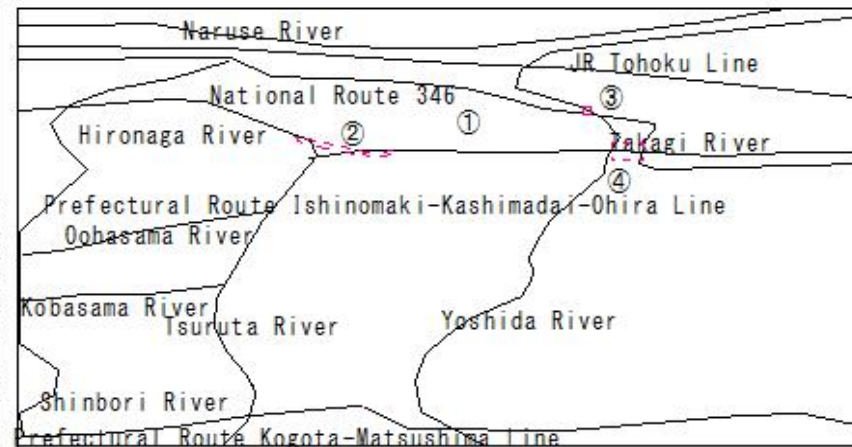 Naruse River
JR Tohoku Line
National Route 346
③
①
Hironaga River
②
Takagi River
④
Prefectural Route Ishinomaki-Kashimadai-Ohira Line
Oohasama River
Kobasama River
Tsuruta River
Yoshida River
Shinbori River
Prefectural Route Kogota-Matsushima Line